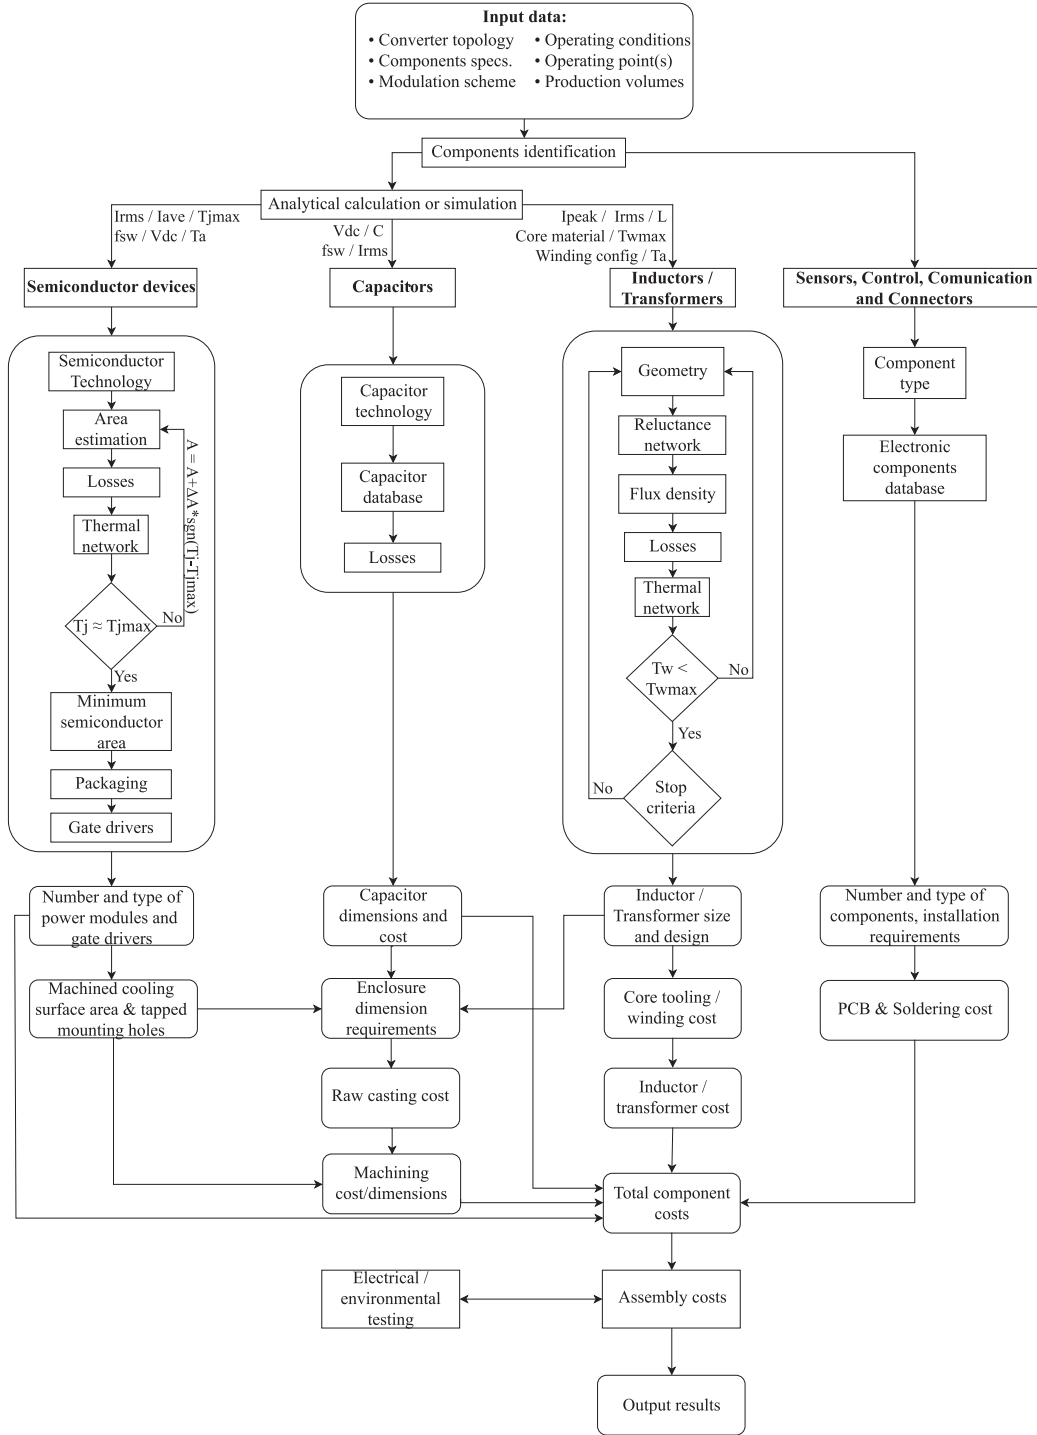 Input data:
• Converter topology
• Components specs.
• Modulation scheme
• Operating conditions
• Operating point(s)
• Production volumes
Components identification
Analytical calculation or simulation
Irms / Iave / Tjmax
fsw / Vdc / Ta
Vdc / C
fsw / Irms
Ipeak / Irms / L
Core material / Twmax
Winding config / Ta
Semiconductor devices
Capacitors
Inductors /
Transformers
Sensors, Control, Comunication
and Connectors
Semiconductor
Technology
Area
estimation
Losses
Thermal
network
Tj ≈ Tjmax
No
A = A+ΔA*sgn(Tj-Tjmax)
Yes
Minimum
semiconductor
area
Packaging
Gate drivers
Capacitor
technology
Capacitor
database
Losses
Geometry
Reluctance
network
Flux density
Losses
Thermal
network
Tw <
Twmax
No
Yes
Stop
criteria
No
Component
type
Electronic
components
database
Number and type of
power modules and
gate drivers
Capacitor
dimensions and
cost
Inductor /
Transformer size
and design
Number and type of
components, installation
requirements
Machined cooling
surface area & tapped
mounting holes
Enclosure
dimension
requirements
Core tooling /
winding cost
PCB & Soldering cost
Raw casting cost
Inductor /
transformer cost
Machining
cost/dimensions
Total component
costs
Electrical /
environmental
testing
Assembly costs
Output results